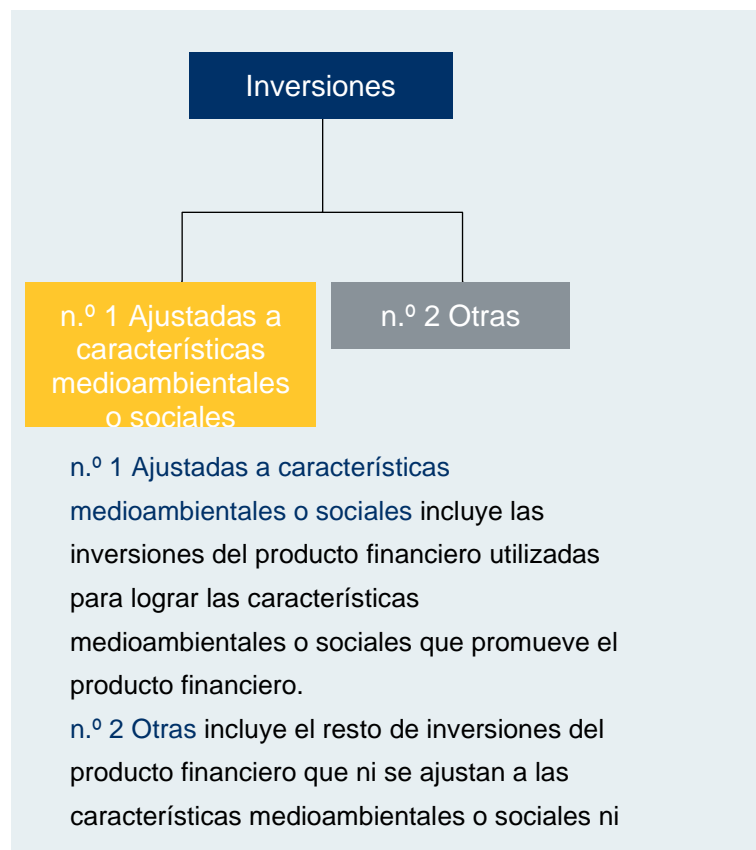 Inversiones
n.º 1 Ajustadas a
características
medioambientales
o sociales
n.º 2 Otras
n.º 1 Ajustadas a características
medioambientales o sociales incluye las
inversiones del producto financiero utilizadas
para lograr las características
medioambientales o sociales que promueve el
producto financiero.
n.º 2 Otras incluye el resto de inversiones del
producto financiero que ni se ajustan a las
características medioambientales o sociales ni